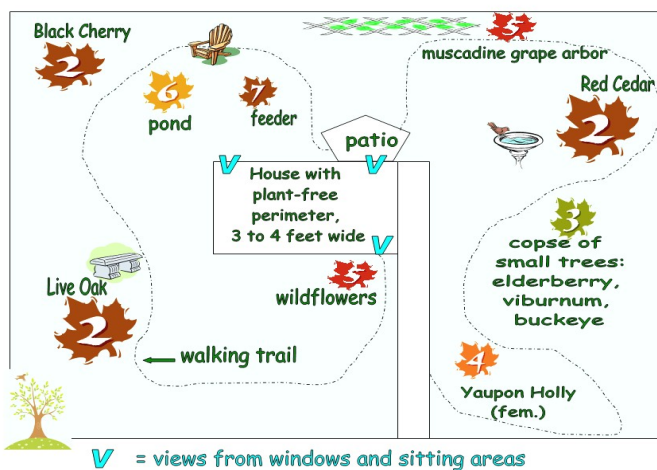 Black Cherry
2
5
muscadine grape arbor
Red Cedar
2
6
pond
7
feeder
patio
V
V
House with
plant-free
perimeter,
3 to 4 feet wide
V
3
copse of
small trees:
elderberry,
viburnum,
buckeye
5
wildflowers
Live Oak
2
walking trail
4
Yaupon Holly
(fem.)
V = views from windows and sitting areas